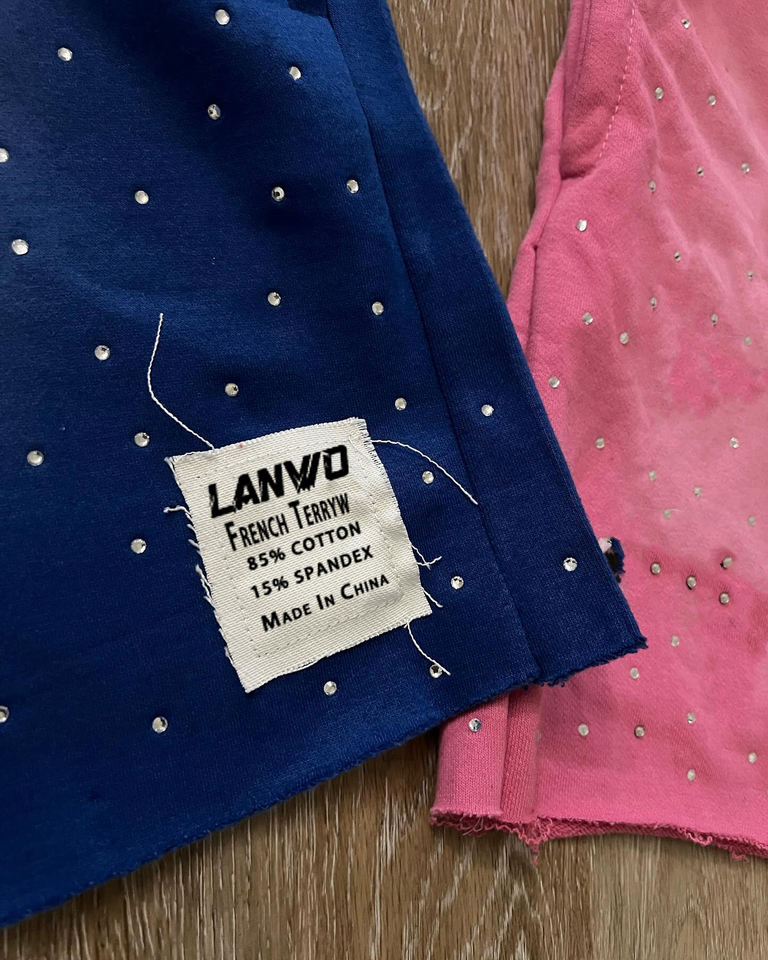 LANWO
FRENCH TERRYW
85% COTTON
15% SPANDEX
MADE IN CHINA